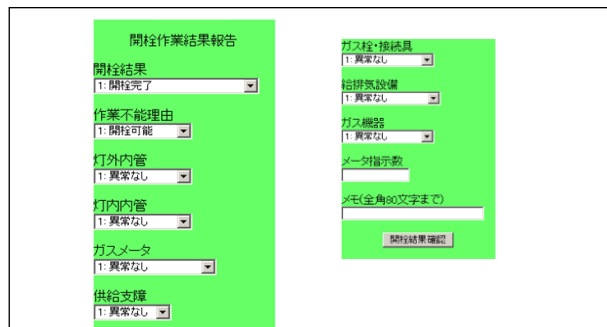 開栓作業結果報告
開栓結果
1: 開栓完了
作業不能理由
1: 開栓可能
灯外内管
1: 異常なし
灯内内管
1: 異常なし
ガスメータ
1: 異常なし
供給支障
1: 異常なし
ガス栓・接続具
1: 異常なし
給排気設備
1: 異常なし
ガス機器
1: 異常なし
メータ指示数
メモ(全角80文字まで)
開栓結果確認